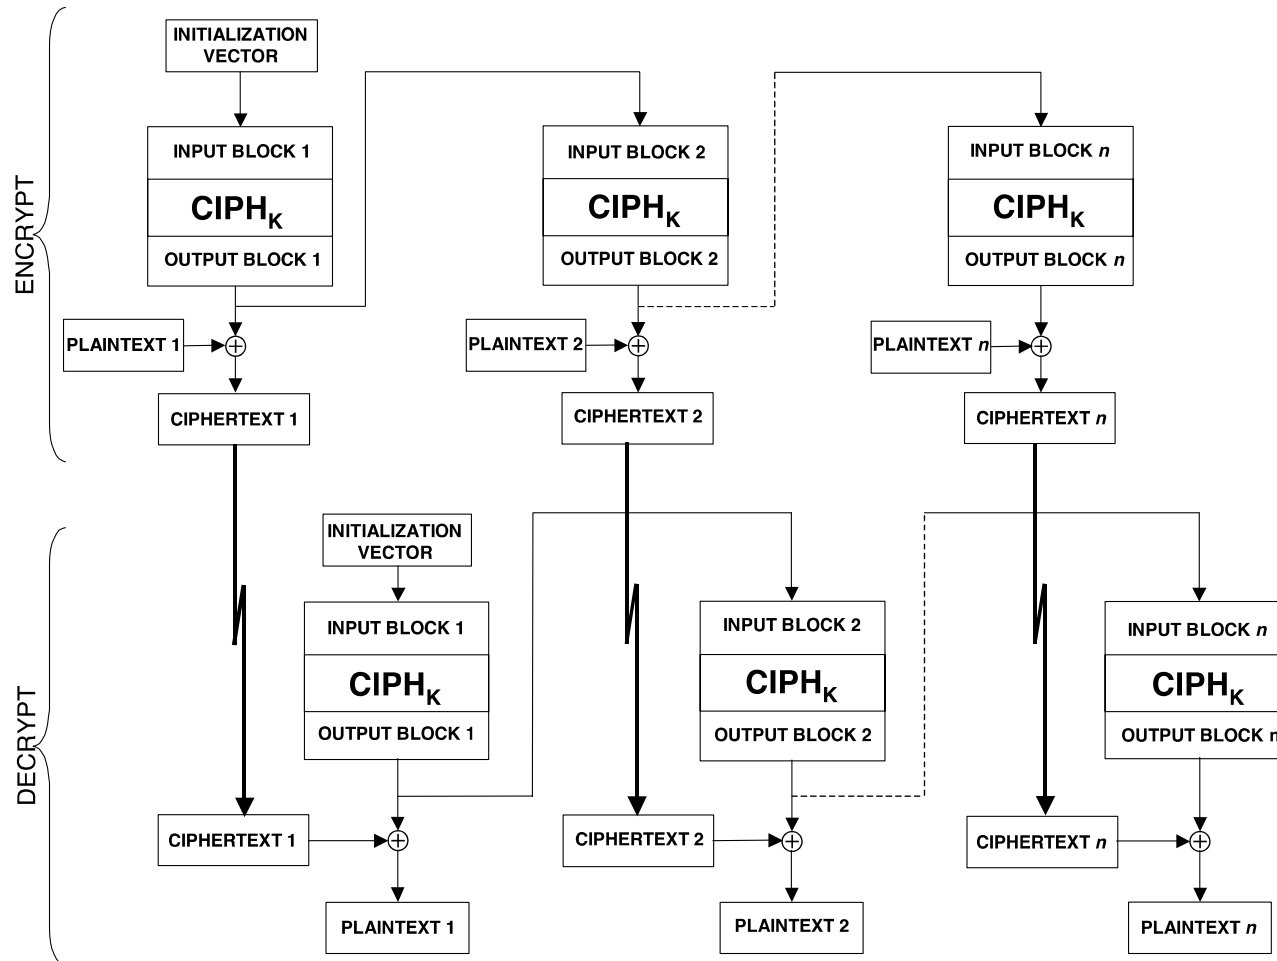 ENCRYPT
INITIALIZATION
VECTOR
INPUT BLOCK 1
INPUT BLOCK 2
INPUT BLOCK n
CIPHK
CIPHK
CIPHK
OUTPUT BLOCK 1
OUTPUT BLOCK 2
OUTPUT BLOCK n
PLAINTEXT 1
PLAINTEXT 2
PLAINTEXT n
CIPHERTEXT 1
CIPHERTEXT 2
CIPHERTEXT n
DECRYPT
INITIALIZATION
VECTOR
INPUT BLOCK 1
INPUT BLOCK 2
INPUT BLOCK n
CIPHK
CIPHK
CIPHK
OUTPUT BLOCK 1
OUTPUT BLOCK 2
OUTPUT BLOCK n
CIPHERTEXT 1
CIPHERTEXT 2
CIPHERTEXT n
PLAINTEXT 1
PLAINTEXT 2
PLAINTEXT n